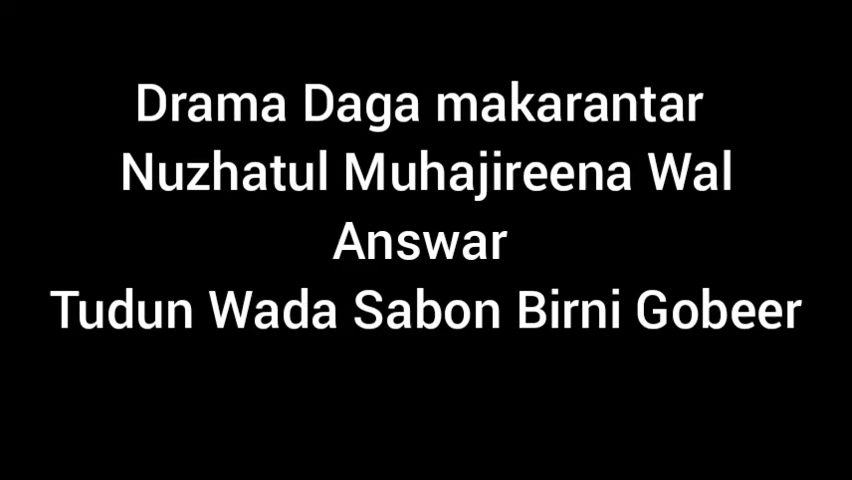 Drama Daga makarantar
Nuzhatul Muhajireena Wal
Answar
Tudun Wada Sabon Birni Gobeer